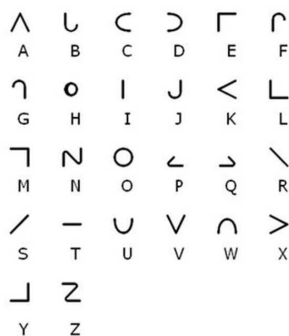 A B C D E F
G H I J K L
M N O P Q R
S T U V W X
Y Z